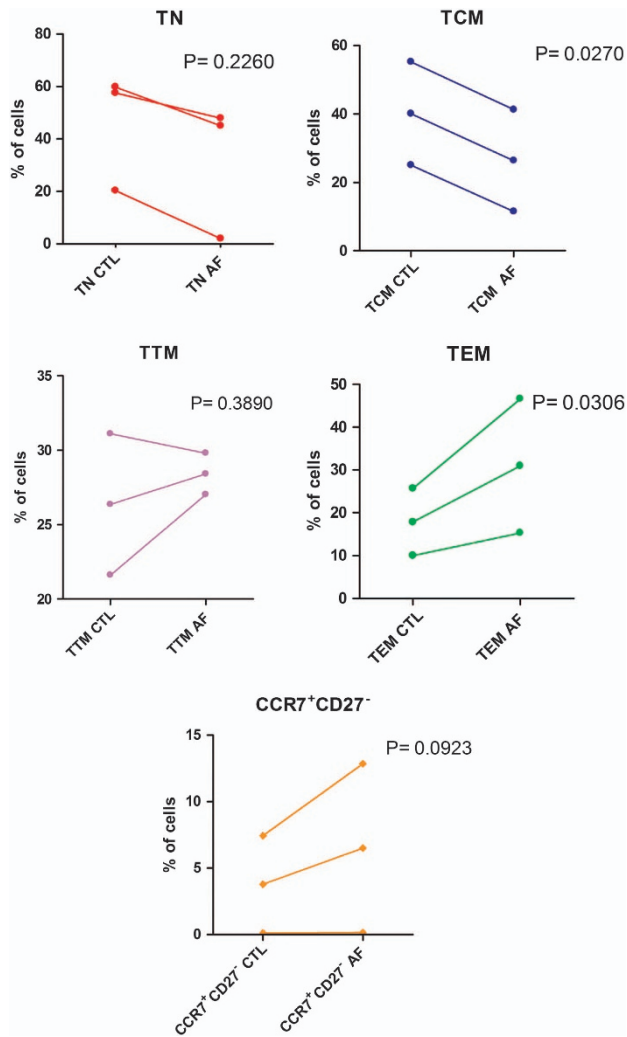 TN
P= 0.2260
% of cells
80
60
40
20
0
TN CTL
TN AF
TCM
P= 0.0270
% of cells
60
40
20
0
TCM CTL
TCM AF
TTM
P= 0.3890
% of cells
35
30
25
20
TTM CTL
TTM AF
TEM
P= 0.0306
% of cells
50
40
30
20
10
0
TEM CTL
TEM AF
CCR7⁺CD27⁻
P= 0.0923
% of cells
15
10
5
0
CCR7⁺CD27⁻ CTL
CCR7⁺CD27⁻ AF